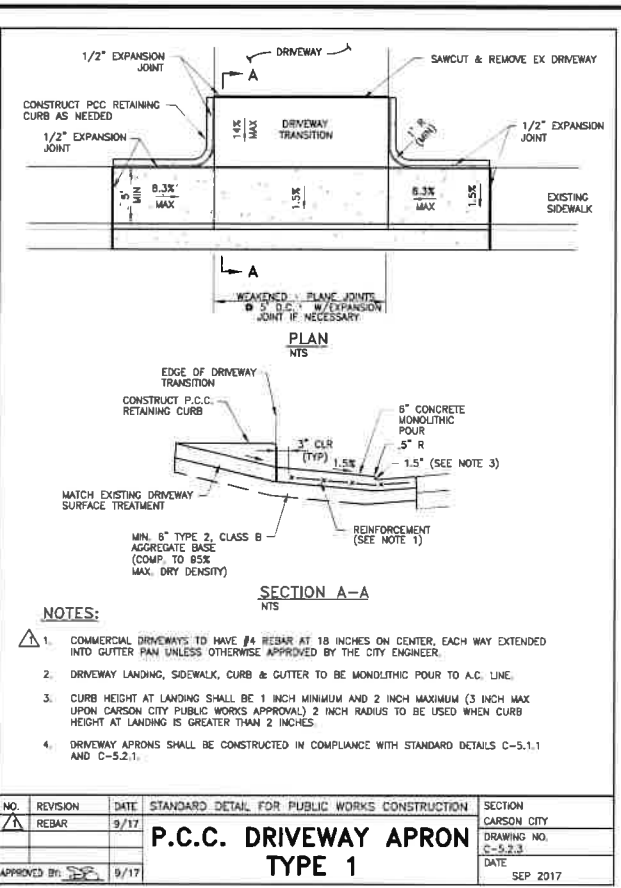 1/2" EXPANSION
JOINT
DRIVEWAY
SAWCUT & REMOVE EX DRIVEWAY
A
CONSTRUCT PCC RETAINING
CURB AS NEEDED
14%
MAX
DRIVEWAY
TRANSITION
1' R
(MIN)
1/2" EXPANSION
JOINT
1/2" EXPANSION
JOINT
5'
MIN
8.3%
MAX
1.5%
8.3%
MAX
1.5%
EXISTING
SIDEWALK
A
WEAKENED PLANE JOINTS
@ 5' O.C. W/EXPANSION
JOINT IF NECESSARY
PLAN
NTS
EDGE OF DRIVEWAY
TRANSITION
CONSTRUCT P.C.C.
RETAINING CURB
6" CONCRETE
MONOLITHIC
POUR
3" CLR
(TYP)
1.5%
.5" R
1.5" (SEE NOTE 3)
MATCH EXISTING DRIVEWAY
SURFACE TREATMENT
MIN. 6" TYPE 2, CLASS B
AGGREGATE BASE
(COMP. TO 95%
MAX. DRY DENSITY)
REINFORCEMENT
(SEE NOTE 1)
SECTION A-A
NTS
NOTES:
1 1. COMMERCIAL DRIVEWAYS TO HAVE #4 REBAR AT 18 INCHES ON CENTER, EACH WAY EXTENDED
INTO GUTTER PAN UNLESS OTHERWISE APPROVED BY THE CITY ENGINEER.
2. DRIVEWAY LANDING, SIDEWALK, CURB & GUTTER TO BE MONOLITHIC POUR TO A.C. LINE.
3. CURB HEIGHT AT LANDING SHALL BE 1 INCH MINIMUM AND 2 INCH MAXIMUM (3 INCH MAX
UPON CARSON CITY PUBLIC WORKS APPROVAL) 2 INCH RADIUS TO BE USED WHEN CURB
HEIGHT AT LANDING IS GREATER THAN 2 INCHES.
4. DRIVEWAY APRONS SHALL BE CONSTRUCTED IN COMPLIANCE WITH STANDARD DETAILS C-5.1.1
AND C-5.2.1.
NO. REVISION DATE
1 REBAR 9/17
APPROVED BY: 9/17
STANDARD DETAIL FOR PUBLIC WORKS CONSTRUCTION
P.C.C. DRIVEWAY APRON
TYPE 1
SECTION
CARSON CITY
DRAWING NO.
C-5.2.3
DATE
SEP 2017